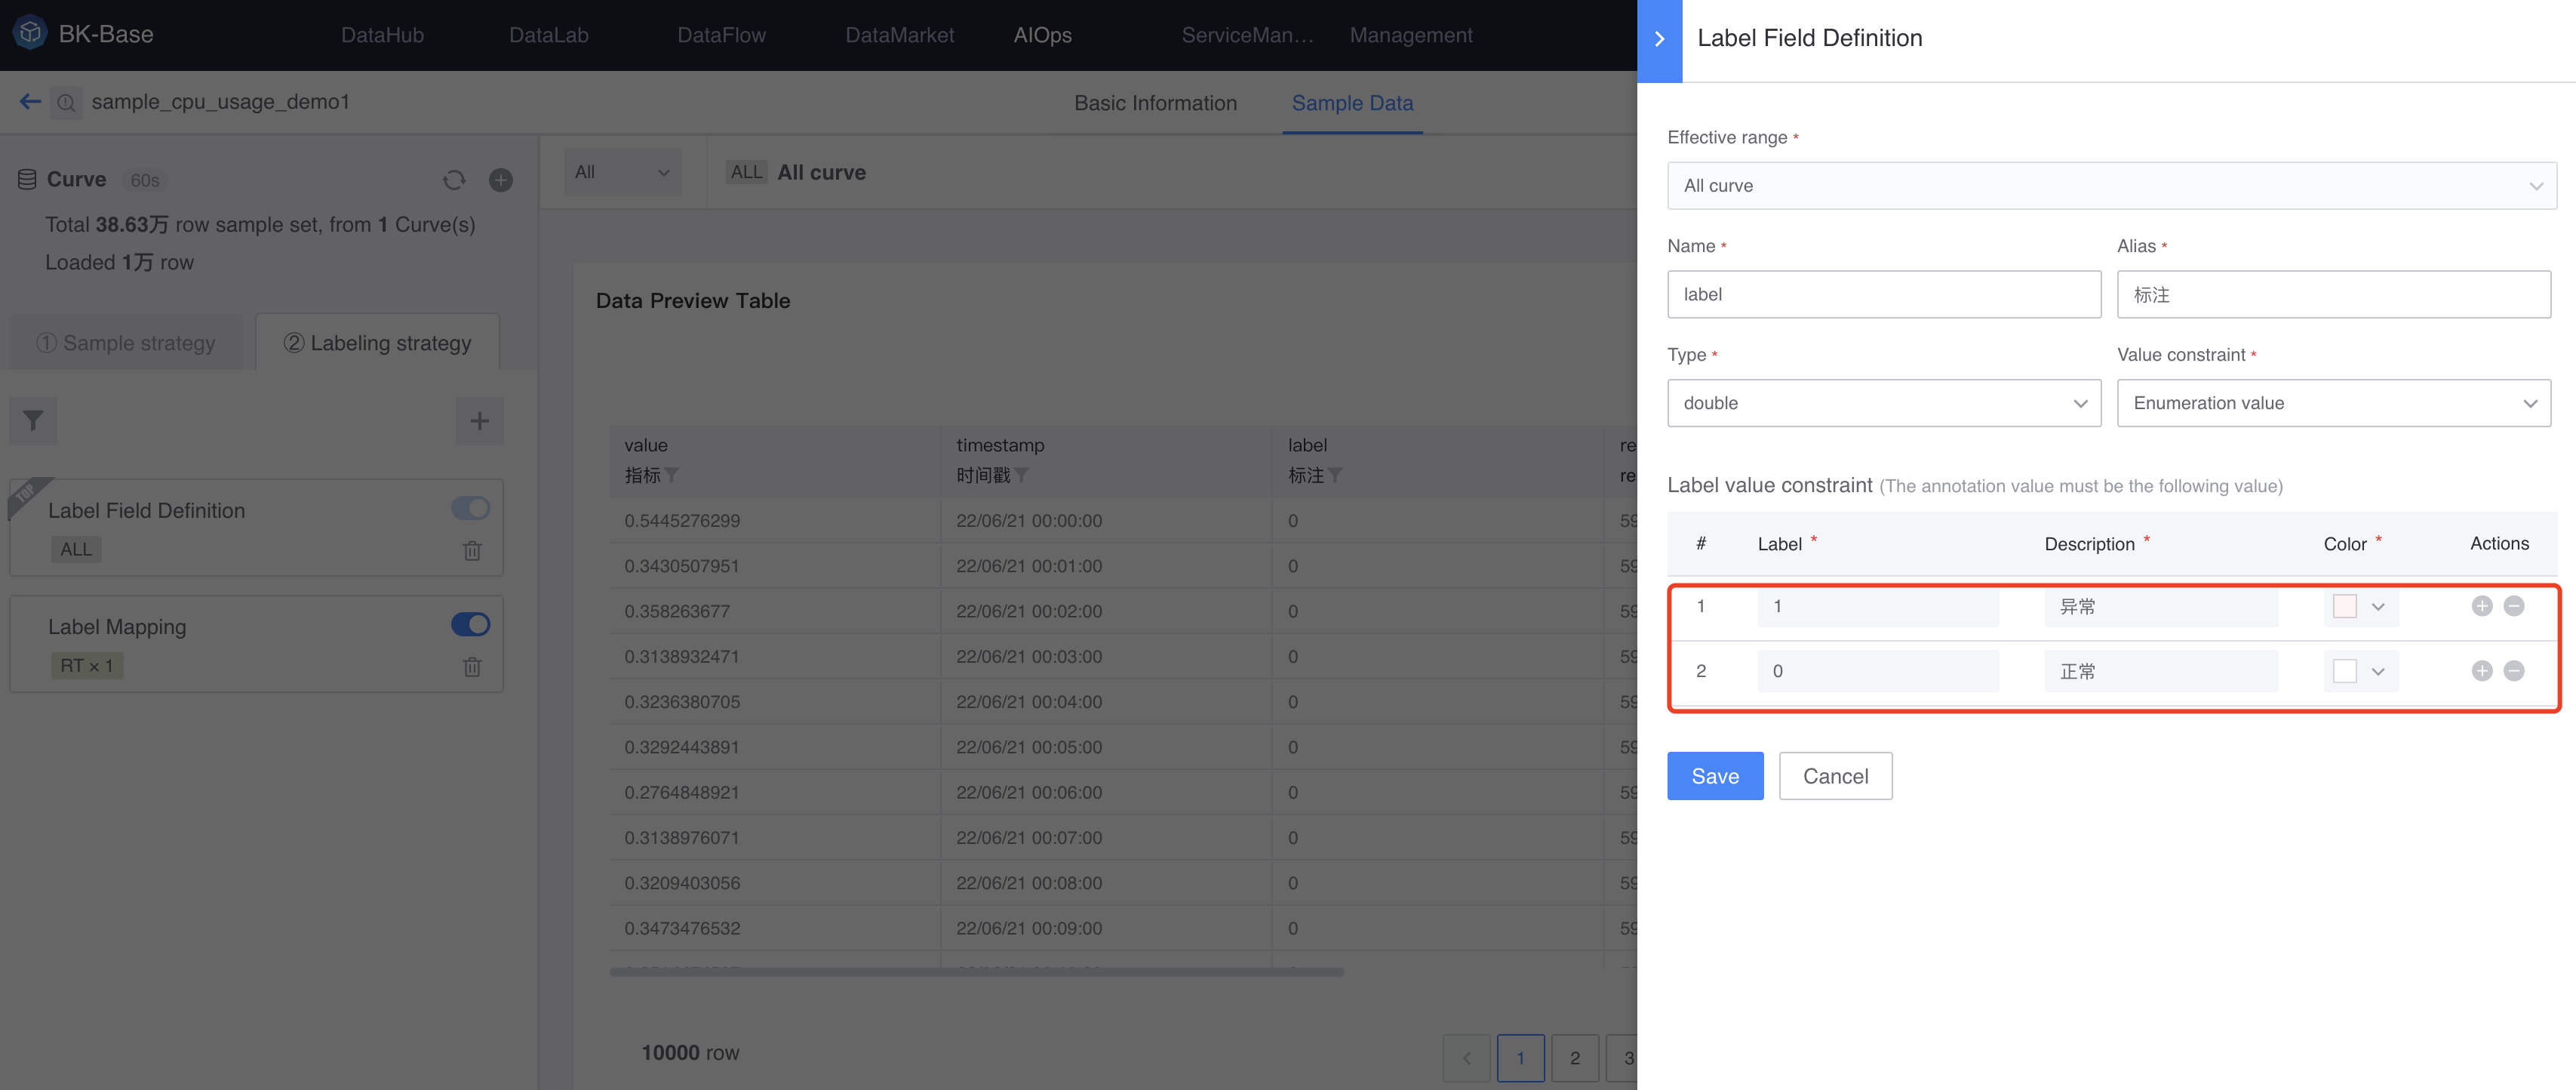 BK-Base DataHub DataLab DataFlow DataMarket AIOps ServiceMan... Management
sample_cpu_usage_demo1 Basic Information Sample Data
Curve 60s
Total 38.63万 row sample set, from 1 Curve(s)
Loaded 1万 row
① Sample strategy ② Labeling strategy
TOP
Label Field Definition
ALL
Label Mapping
RT × 1
All ALL All curve
Data Preview Table
value timestamp label re
指标 时间戳 标注 re
0.5445276299 22/06/21 00:00:00 0 59
0.3430507951 22/06/21 00:01:00 0 59
0.358263677 22/06/21 00:02:00 0 59
0.3138932471 22/06/21 00:03:00 0 59
0.3236380705 22/06/21 00:04:00 0 59
0.3292443891 22/06/21 00:05:00 0 59
0.2764848921 22/06/21 00:06:00 0 59
0.3138976071 22/06/21 00:07:00 0 59
0.3209403056 22/06/21 00:08:00 0 59
0.3473476532 22/06/21 00:09:00 0 59
10000 row 1 2 3
Label Field Definition
Effective range *
All curve
Name * Alias *
label 标注
Type * Value constraint *
double Enumeration value
Label value constraint (The annotation value must be the following value)
# Label * Description * Color * Actions
1 1 异常
2 0 正常
Save Cancel